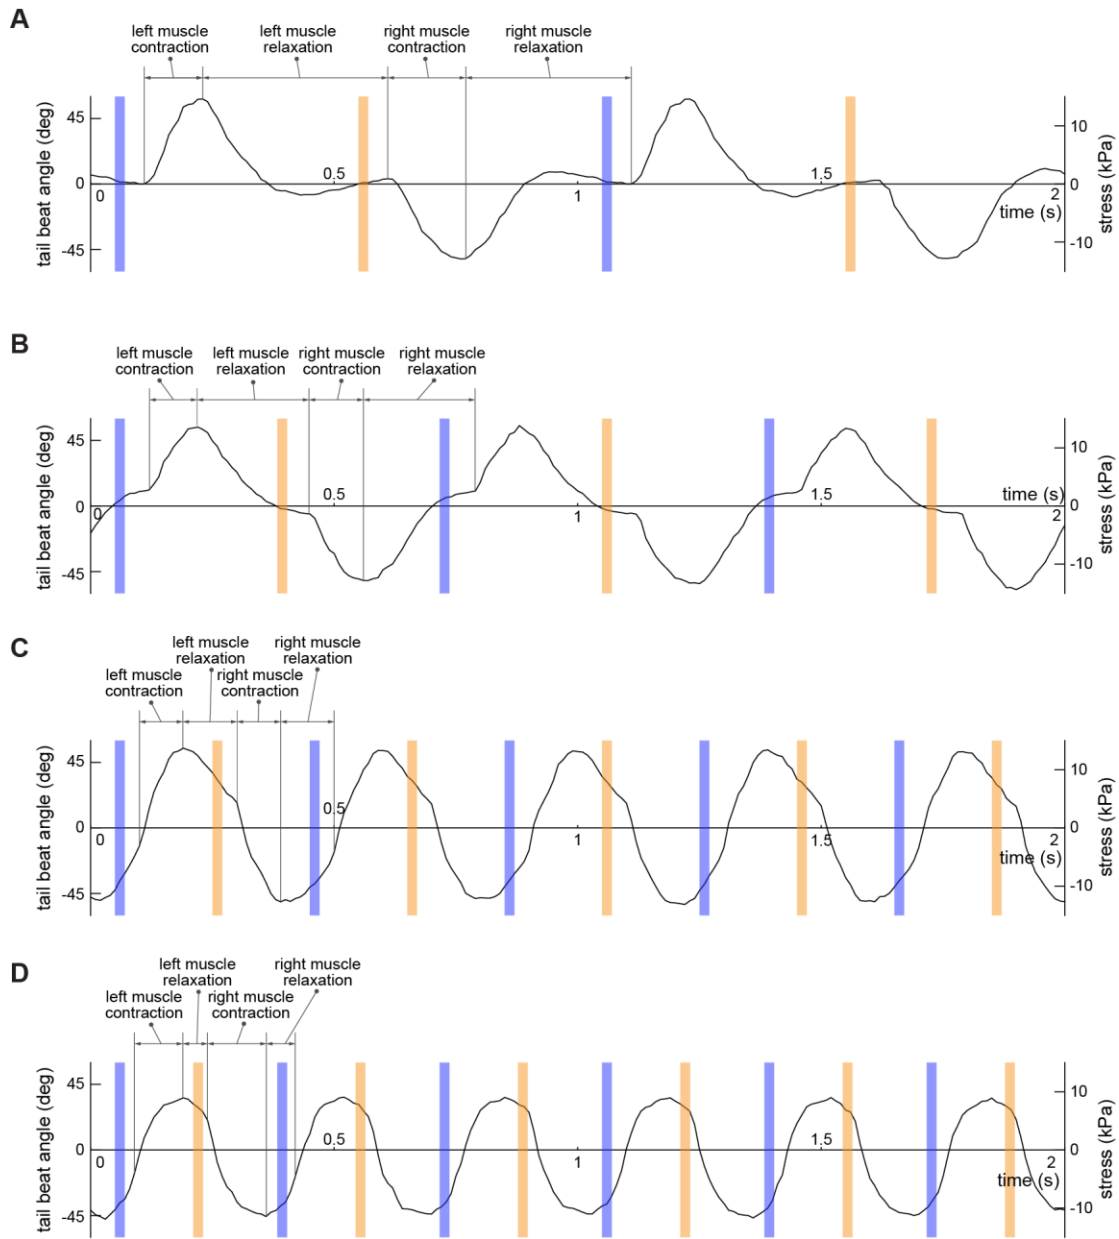 A
left muscle
contraction
left muscle
relaxation
right muscle
contraction
right muscle
relaxation
tail beat angle (deg)
45
0
-45
0
0.5
1
1.5
2
time (s)
10
0
-10
stress (kPa)
B
left muscle
contraction
left muscle
relaxation
right muscle
contraction
right muscle
relaxation
tail beat angle (deg)
45
0
-45
0
0.5
1
1.5
2
time (s)
10
0
-10
stress (kPa)
C
left muscle
relaxation
right muscle
relaxation
left muscle
contraction
right muscle
contraction
tail beat angle (deg)
45
0
-45
0
0.5
1
1.5
2
time (s)
10
0
-10
stress (kPa)
D
left muscle
relaxation
right muscle
relaxation
left muscle
contraction
right muscle
contraction
tail beat angle (deg)
45
0
-45
0
0.5
1
1.5
2
time (s)
10
0
-10
stress (kPa)